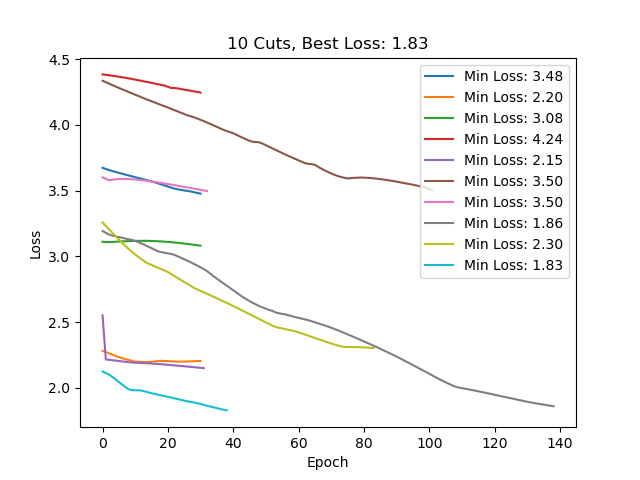 10 Cuts, Best Loss: 1.83
4.5
4.0
3.5
3.0
2.5
2.0
Loss
Min Loss: 3.48
Min Loss: 2.20
Min Loss: 3.08
Min Loss: 4.24
Min Loss: 2.15
Min Loss: 3.50
Min Loss: 3.50
Min Loss: 1.86
Min Loss: 2.30
Min Loss: 1.83
0 20 40 60 80 100 120 140
Epoch